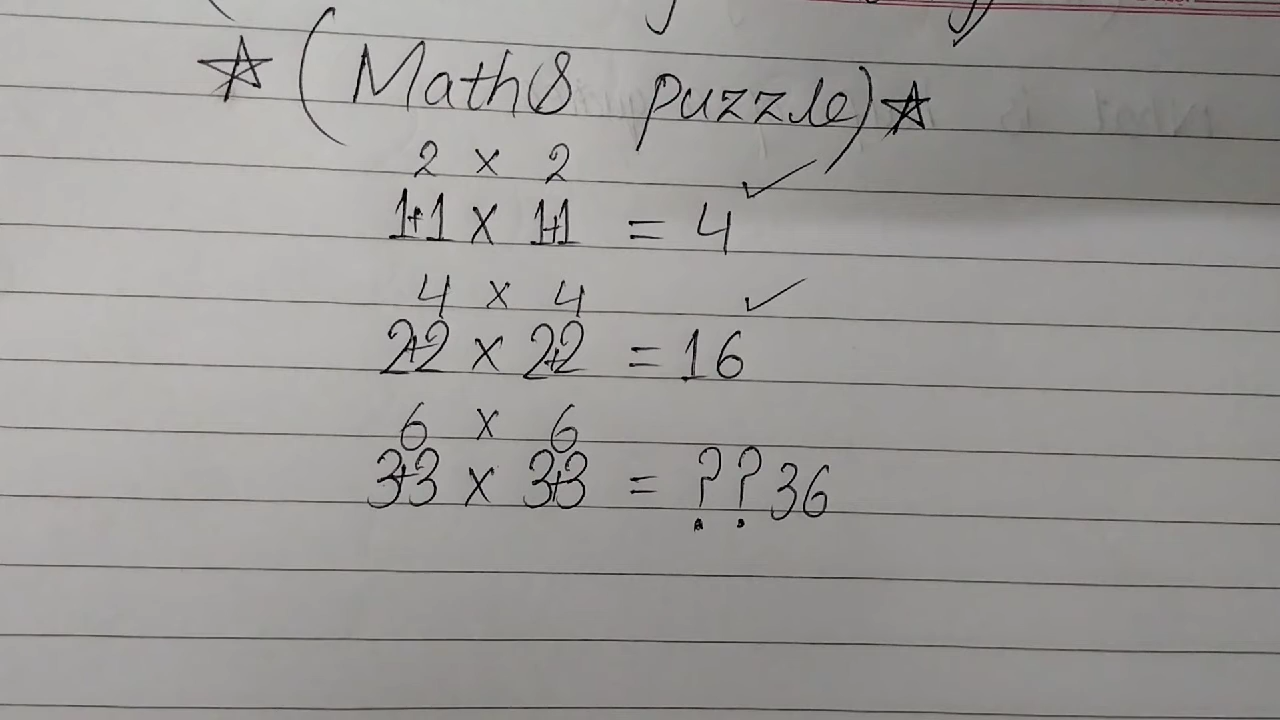 ☆ (Maths puzzle) ☆
2 x 2
1+1 x 1+1 = 4 ✓
4 x 4
2+2 x 2+2 = 16 ✓
6 x 6
3+3 x 3+3 = ?? 36